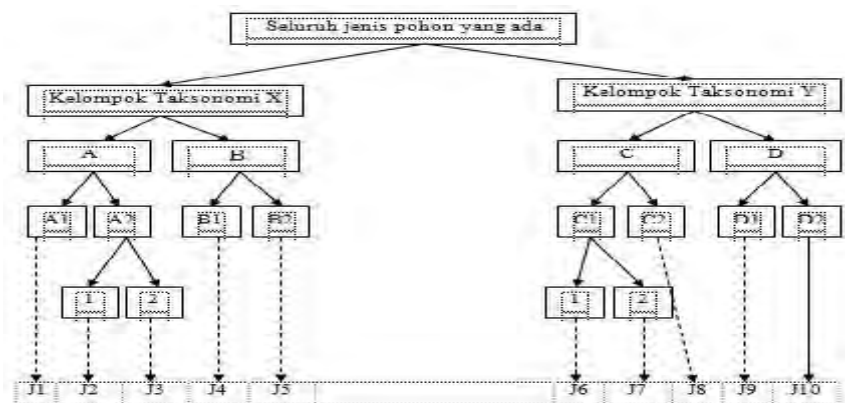 Seluruh jenis pohon yang ada
Kelompok Taksonomi X
Kelompok Taksonomi Y
A
B
C
D
A1
A2
B1
B2
C1
C2
D1
D2
1
2
1
2
J1
J2
J3
J4
J5
J6
J7
J8
J9
J10